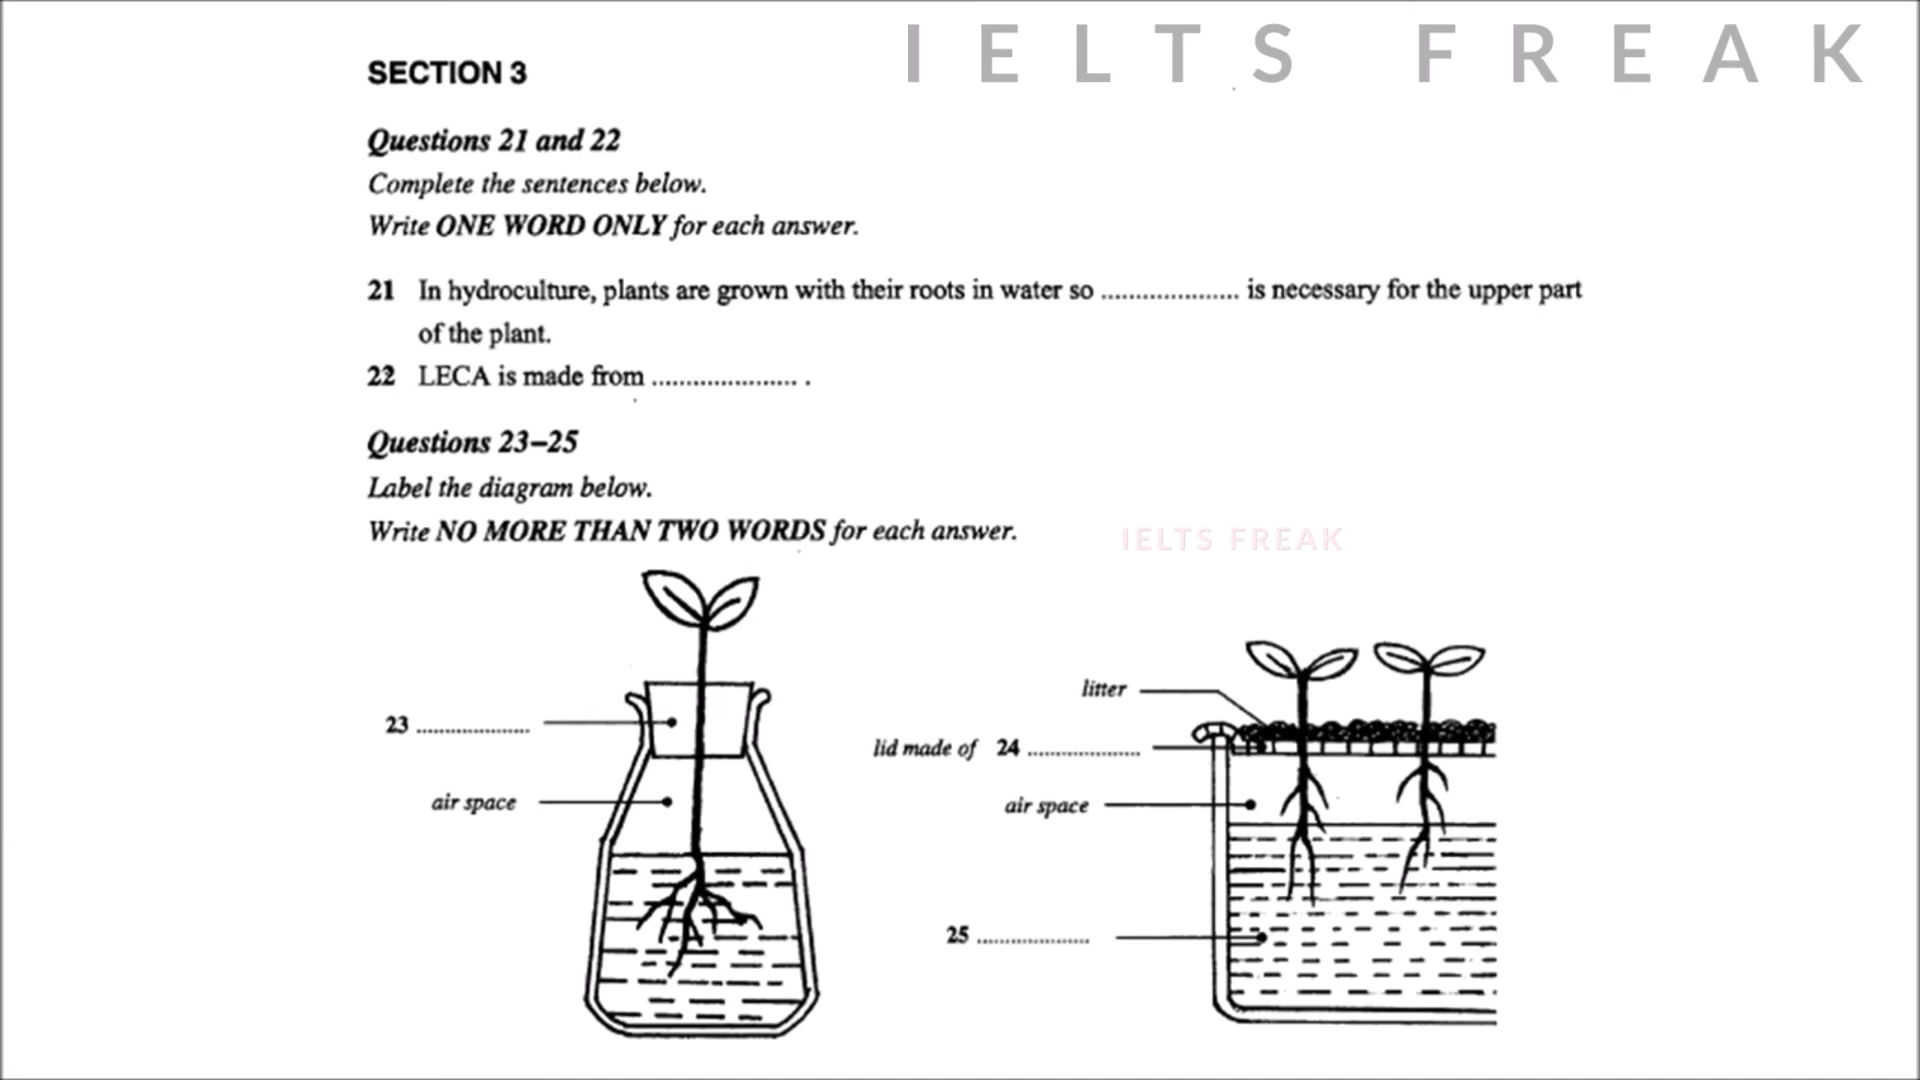 IELTS FREAK
SECTION 3
Questions 21 and 22
Complete the sentences below.
Write ONE WORD ONLY for each answer.
21 In hydroculture, plants are grown with their roots in water so .................... is necessary for the upper part
of the plant.
22 LECA is made from ..................... .
Questions 23–25
Label the diagram below.
Write NO MORE THAN TWO WORDS for each answer.
IELTS FREAK
litter
23 ....................
lid made of 24 ....................
air space
air space
25 ....................